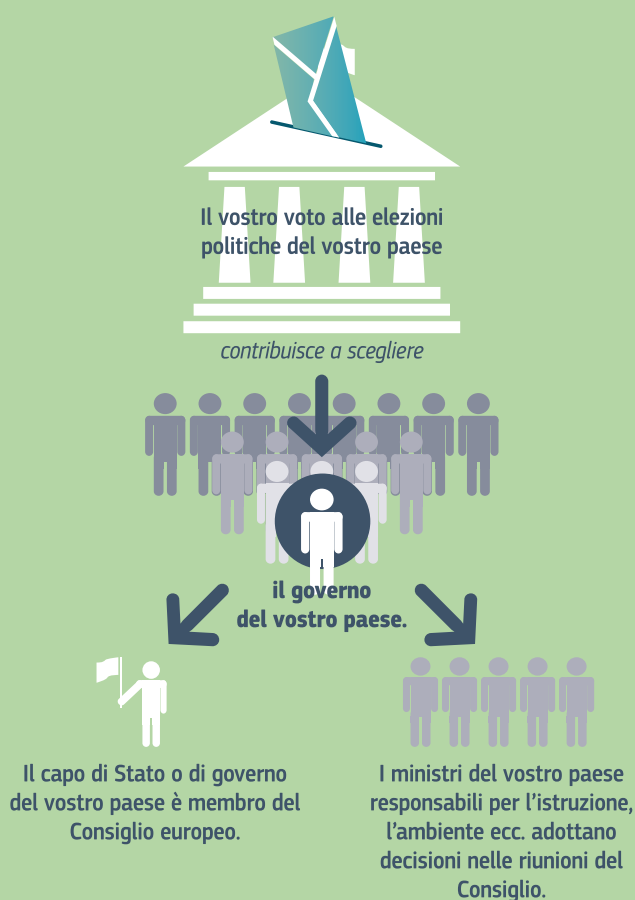 Il vostro voto alle elezioni
politiche del vostro paese
contribuisce a scegliere
il governo
del vostro paese.
Il capo di Stato o di governo
del vostro paese è membro del
Consiglio europeo.
I ministri del vostro paese
responsabili per l'istruzione,
l'ambiente ecc. adottano
decisioni nelle riunioni del
Consiglio.